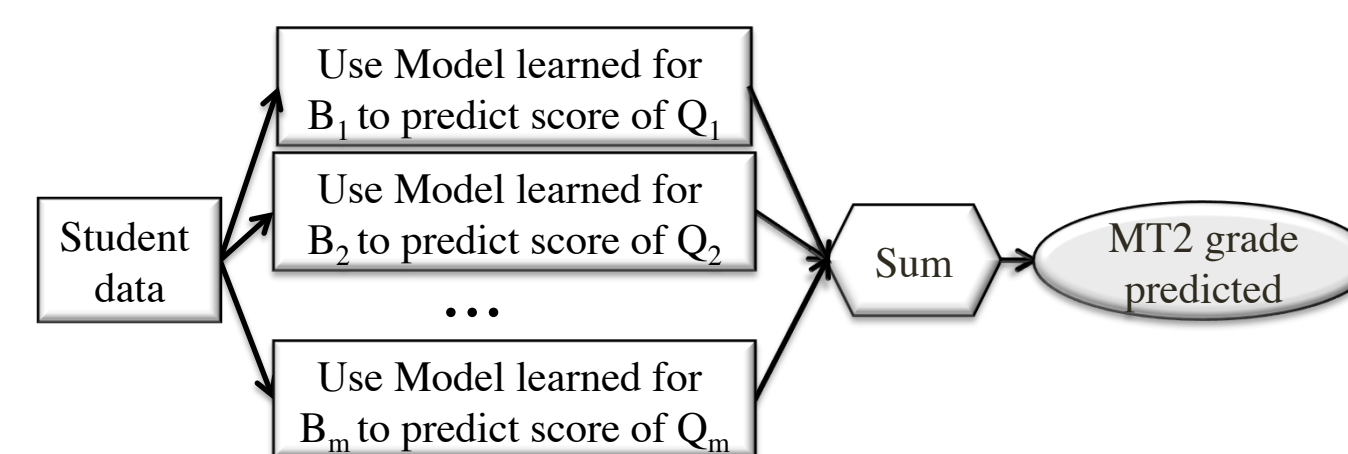 Student
data
Use Model learned for
B₁ to predict score of Q₁
Use Model learned for
B₂ to predict score of Q₂
...
Use Model learned for
Bₘ to predict score of Qₘ
Sum
MT2 grade
predicted